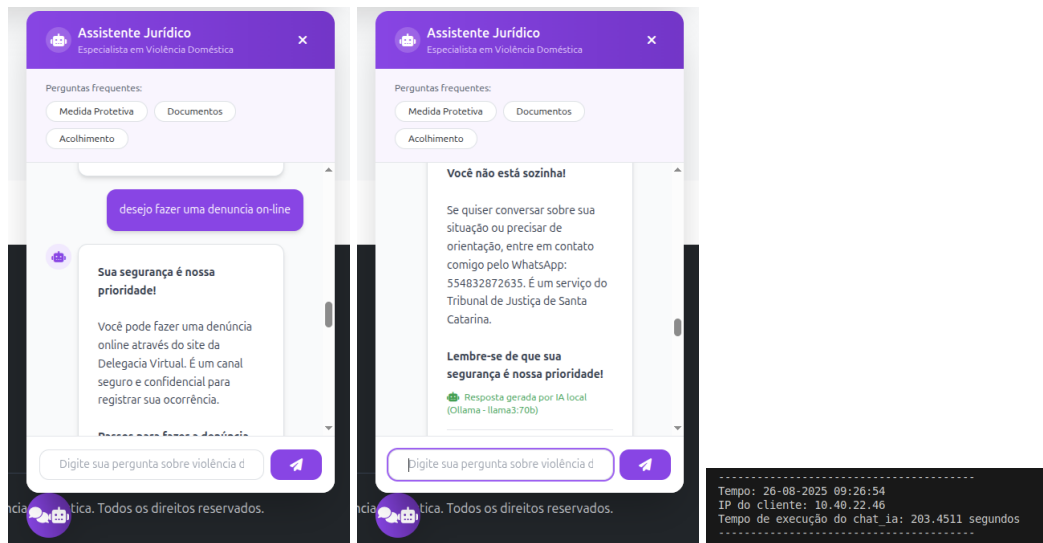 Assistente Jurídico
Especialista em Violência Doméstica
Perguntas frequentes:
Medida Protetiva
Documentos
Acolhimento
desejo fazer uma denuncia on-line
Sua segurança é nossa
prioridade!
Você pode fazer uma denúncia
online através do site da
Delegacia Virtual. É um canal
seguro e confidencial para
registrar sua ocorrência.
Passos para fazer a denúncia
Digite sua pergunta sobre violência d
ncia
tica. Todos os direitos reservados.
Assistente Jurídico
Especialista em Violência Doméstica
Perguntas frequentes:
Medida Protetiva
Documentos
Acolhimento
Você não está sozinha!
Se quiser conversar sobre sua
situação ou precisar de
orientação, entre em contato
comigo pelo WhatsApp:
554832872635. É um serviço do
Tribunal de Justiça de Santa
Catarina.
Lembre-se de que sua
segurança é nossa prioridade!
Resposta gerada por IA local
(Ollama - llama3:70b)
Digite sua pergunta sobre violência d
ncia
tica. Todos os direitos reservados.
----------------------------------------
Tempo: 26-08-2025 09:26:54
IP do cliente: 10.40.22.46
Tempo de execução do chat_ia: 203.4511 segundos
----------------------------------------